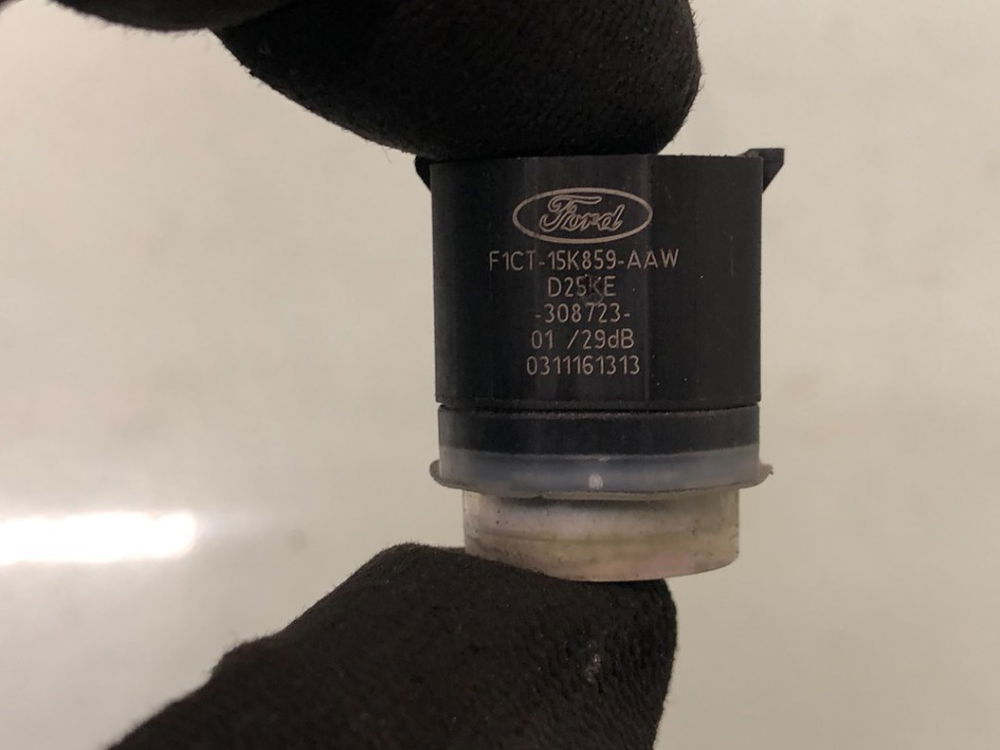 Ford
F1CT-15K859-AAW
D25KE
-308723-
01 /29dB
0311161313